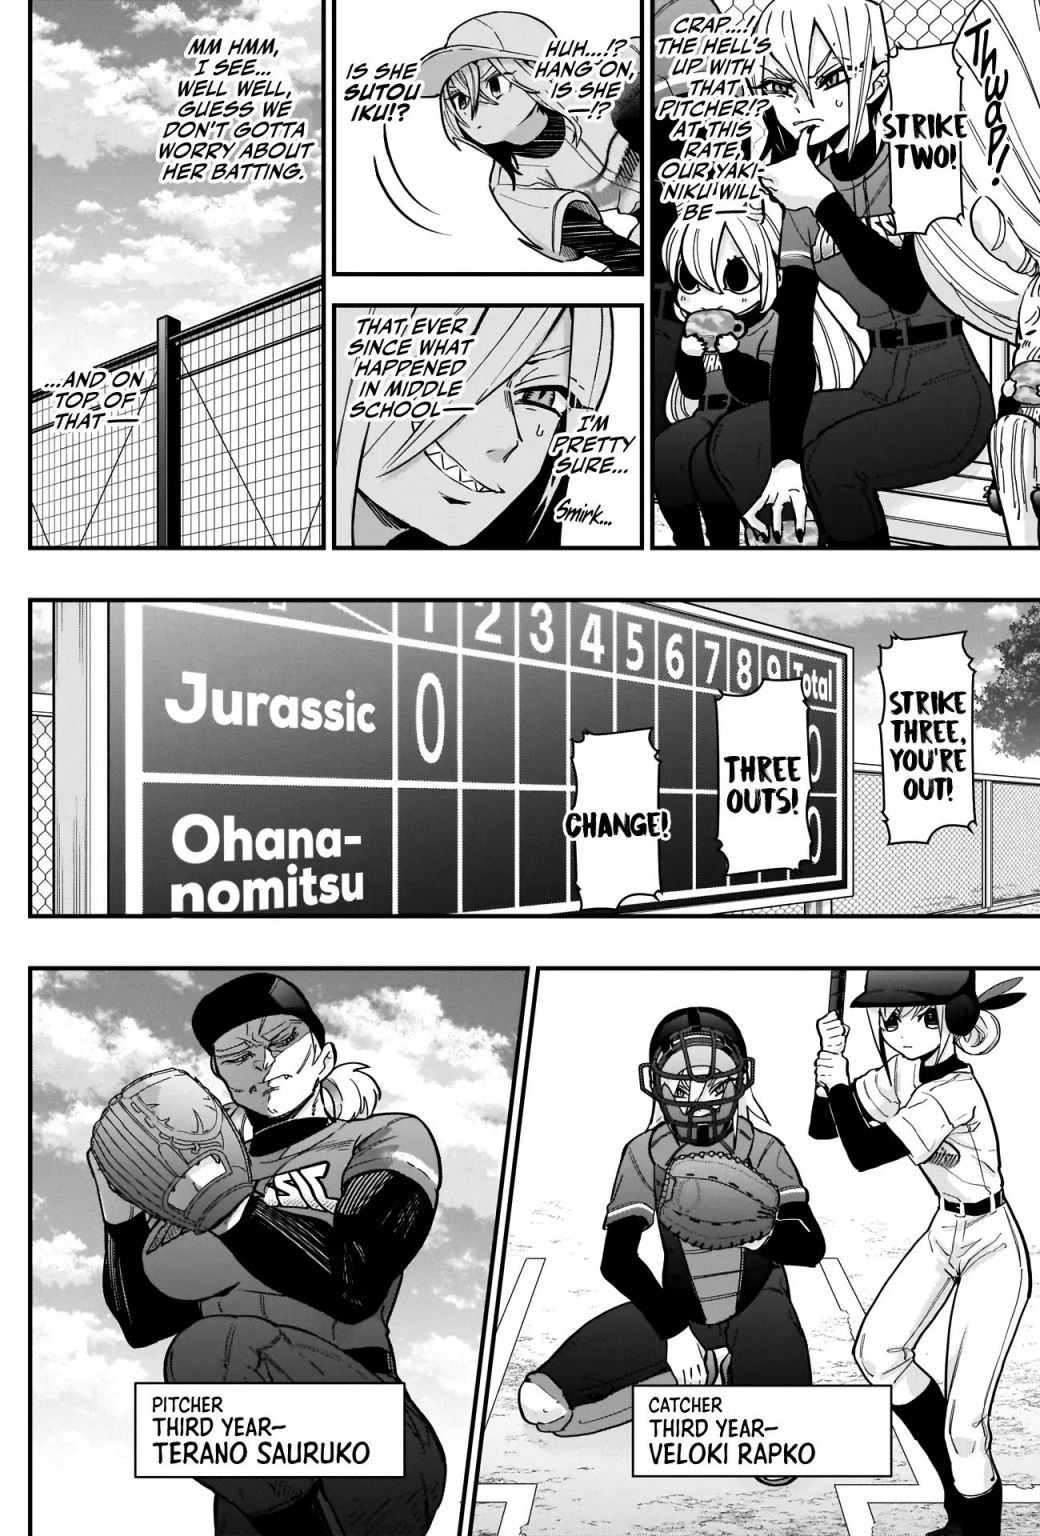 Thwap!
STRIKE
TWO!
CRAP...!
THE HELL'S
UP WITH
THAT
PITCHER!?
AT THIS
RATE,
OUR YAKI-
NIKU WILL
BE—
HUH...!?
HANG ON,
IS SHE
—!?
IS SHE
SUTOU
IKU!?
I'M
PRETTY
SURE...
Smirk...
THAT EVER
SINCE WHAT
HAPPENED
IN MIDDLE
SCHOOL—
MM HMM,
I SEE...
WELL WELL,
GUESS WE
DON'T GOTTA
WORRY ABOUT
HER BATTING.
...AND ON
TOP OF
THAT—
STRIKE
THREE,
YOU'RE
OUT!
THREE
OUTS!
CHANGE!
1 2 3 4 5 6 7 8 9 Total
Jurassic 0 0
Ohana-
nomitsu 0
CATCHER
THIRD YEAR–
VELOKI RAPKO
PITCHER
THIRD YEAR–
TERANO SAURUKO